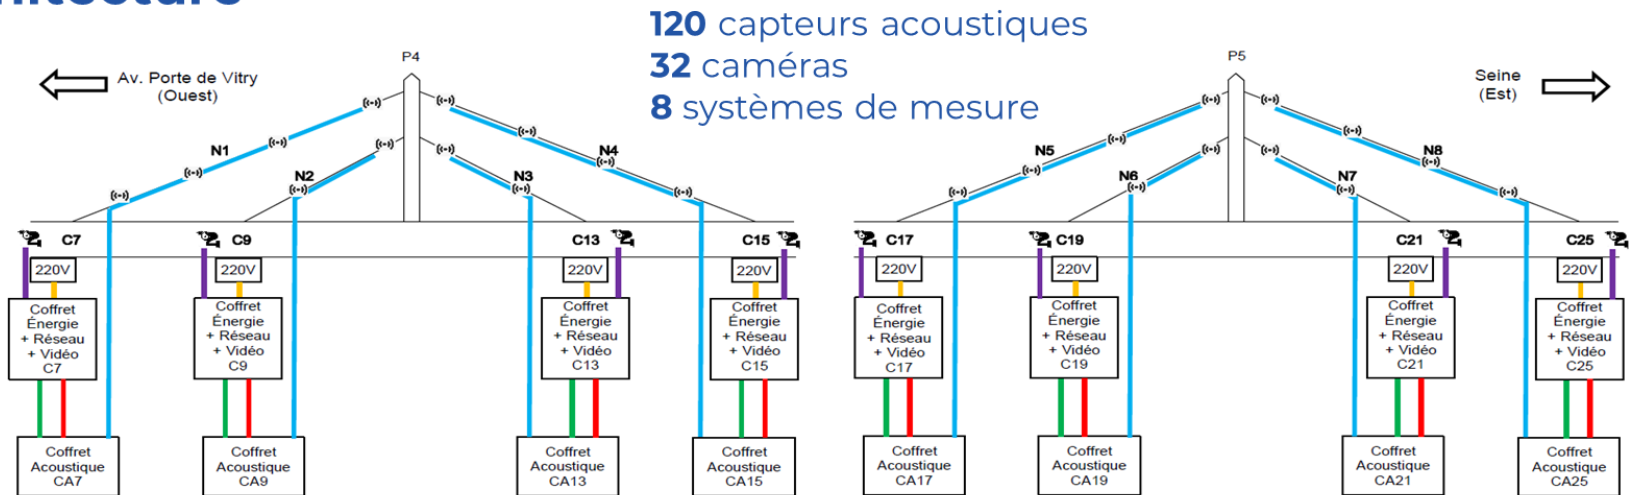 120 capteurs acoustiques
32 caméras
8 systèmes de mesure
P4
P5
Av. Porte de Vitry
(Ouest)
Seine
(Est)
N1
N2
N3
N4
N5
N6
N7
N8
C7
C9
C13
C15
C17
C19
C21
C25
220V
220V
220V
220V
220V
220V
220V
220V
Coffret
Énergie
+ Réseau
+ Vidéo
C7
Coffret
Énergie
+ Réseau
+ Vidéo
C9
Coffret
Énergie
+ Réseau
+ Vidéo
C13
Coffret
Énergie
+ Réseau
+ Vidéo
C15
Coffret
Énergie
+ Réseau
+ Vidéo
C17
Coffret
Énergie
+ Réseau
+ Vidéo
C19
Coffret
Énergie
+ Réseau
+ Vidéo
C21
Coffret
Énergie
+ Réseau
+ Vidéo
C25
Coffret
Acoustique
CA7
Coffret
Acoustique
CA9
Coffret
Acoustique
CA13
Coffret
Acoustique
CA15
Coffret
Acoustique
CA17
Coffret
Acoustique
CA19
Coffret
Acoustique
CA21
Coffret
Acoustique
CA25